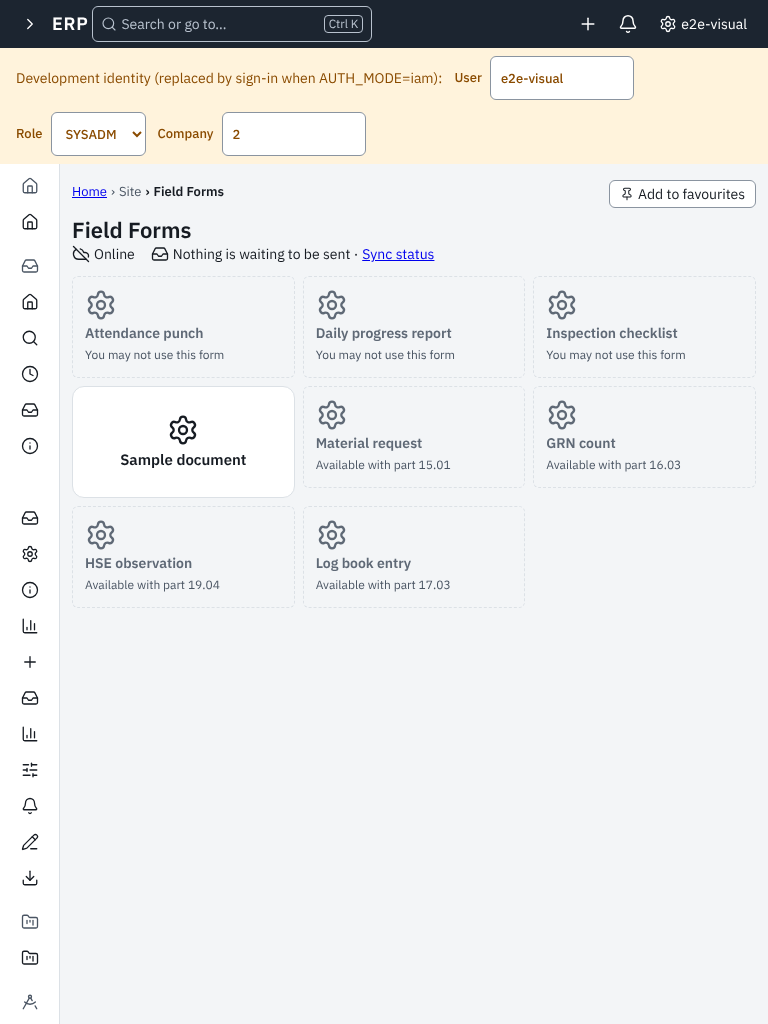 ERP Search or go to... Ctrl K e2e-visual
Development identity (replaced by sign-in when AUTH_MODE=iam): User e2e-visual
Role SYSADM Company 2
Home › Site › Field Forms Add to favourites
Field Forms
Online Nothing is waiting to be sent · Sync status
Attendance punch
You may not use this form
Daily progress report
You may not use this form
Inspection checklist
You may not use this form
Sample document
Material request
Available with part 15.01
GRN count
Available with part 16.03
HSE observation
Available with part 19.04
Log book entry
Available with part 17.03